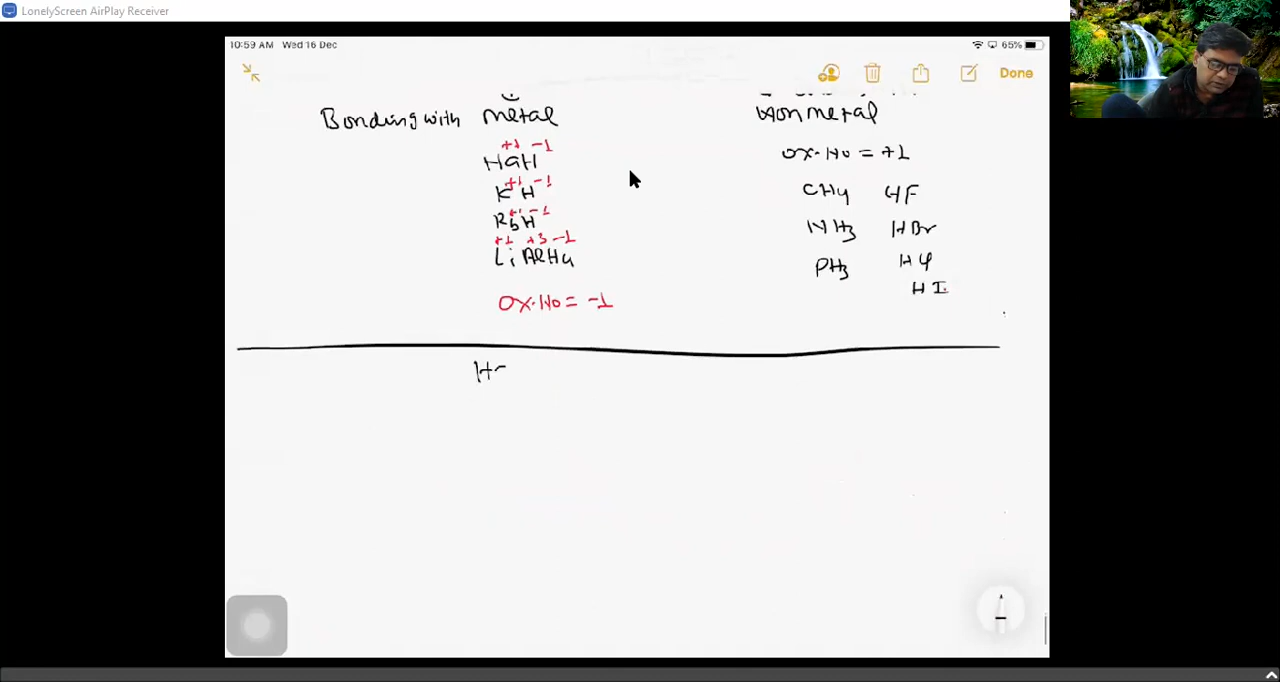 LonelyScreen AirPlay Receiver
10:59 AM Wed 16 Dec
65%
Done
Bonding with metal
Nonmetal
+1 -1
NaH
+1 -1
KH
+1 -1
RbH
+1 +3 -1
LiAlH4
OX·No = -1
OX·No = +1
CH4 HF
NH3 HBr
PH3 HCl
HI
H